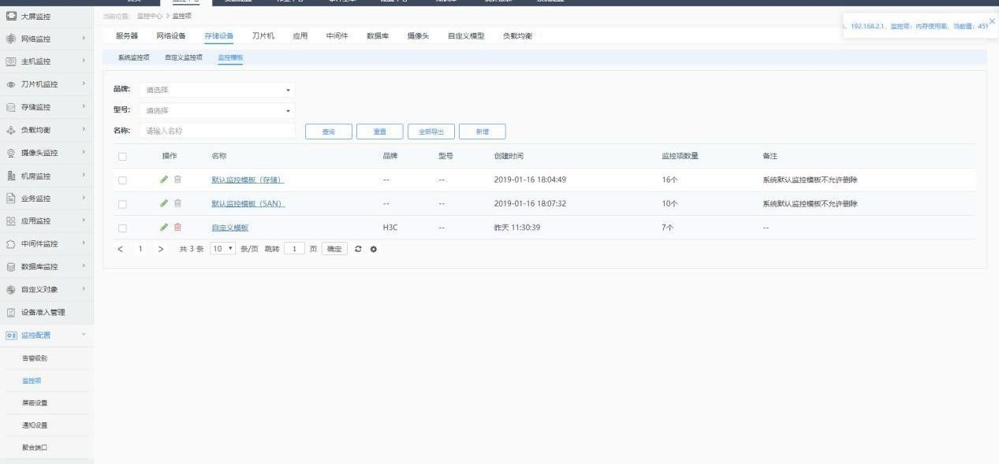 监控中心
大屏监控
当前位置: 监控中心 > 监控项
192.168.2.1, 监控项: 内存使用率, 当前值: 459
网络监控
服务器 网络设备 存储设备 刀片机 应用 中间件 数据库 摄像头 自定义模型 负载均衡
主机监控
系统监控项 自定义监控项 监控模板
刀片机监控
品牌: 请选择
存储监控
型号: 请选择
负载均衡
名称: 请输入名称 查询 重置 全部导出 新增
摄像头监控
操作 名称 品牌 型号 创建时间 监控项数量 备注
机房监控
默认监控模板（存储） -- -- 2019-01-16 18:04:49 16个 系统默认监控模板不允许删除
业务监控
默认监控模板（SAN） -- -- 2019-01-16 18:07:32 10个 系统默认监控模板不允许删除
应用监控
自定义模板 H3C -- 昨天 11:30:39 7个 --
中间件监控
< 1 > 共 3 条 10 条/页 跳转 1 页 确定
数据库监控
自定义对象
设备准入管理
监控配置
告警级别
监控项
屏蔽设置
通知设置
聚合端口